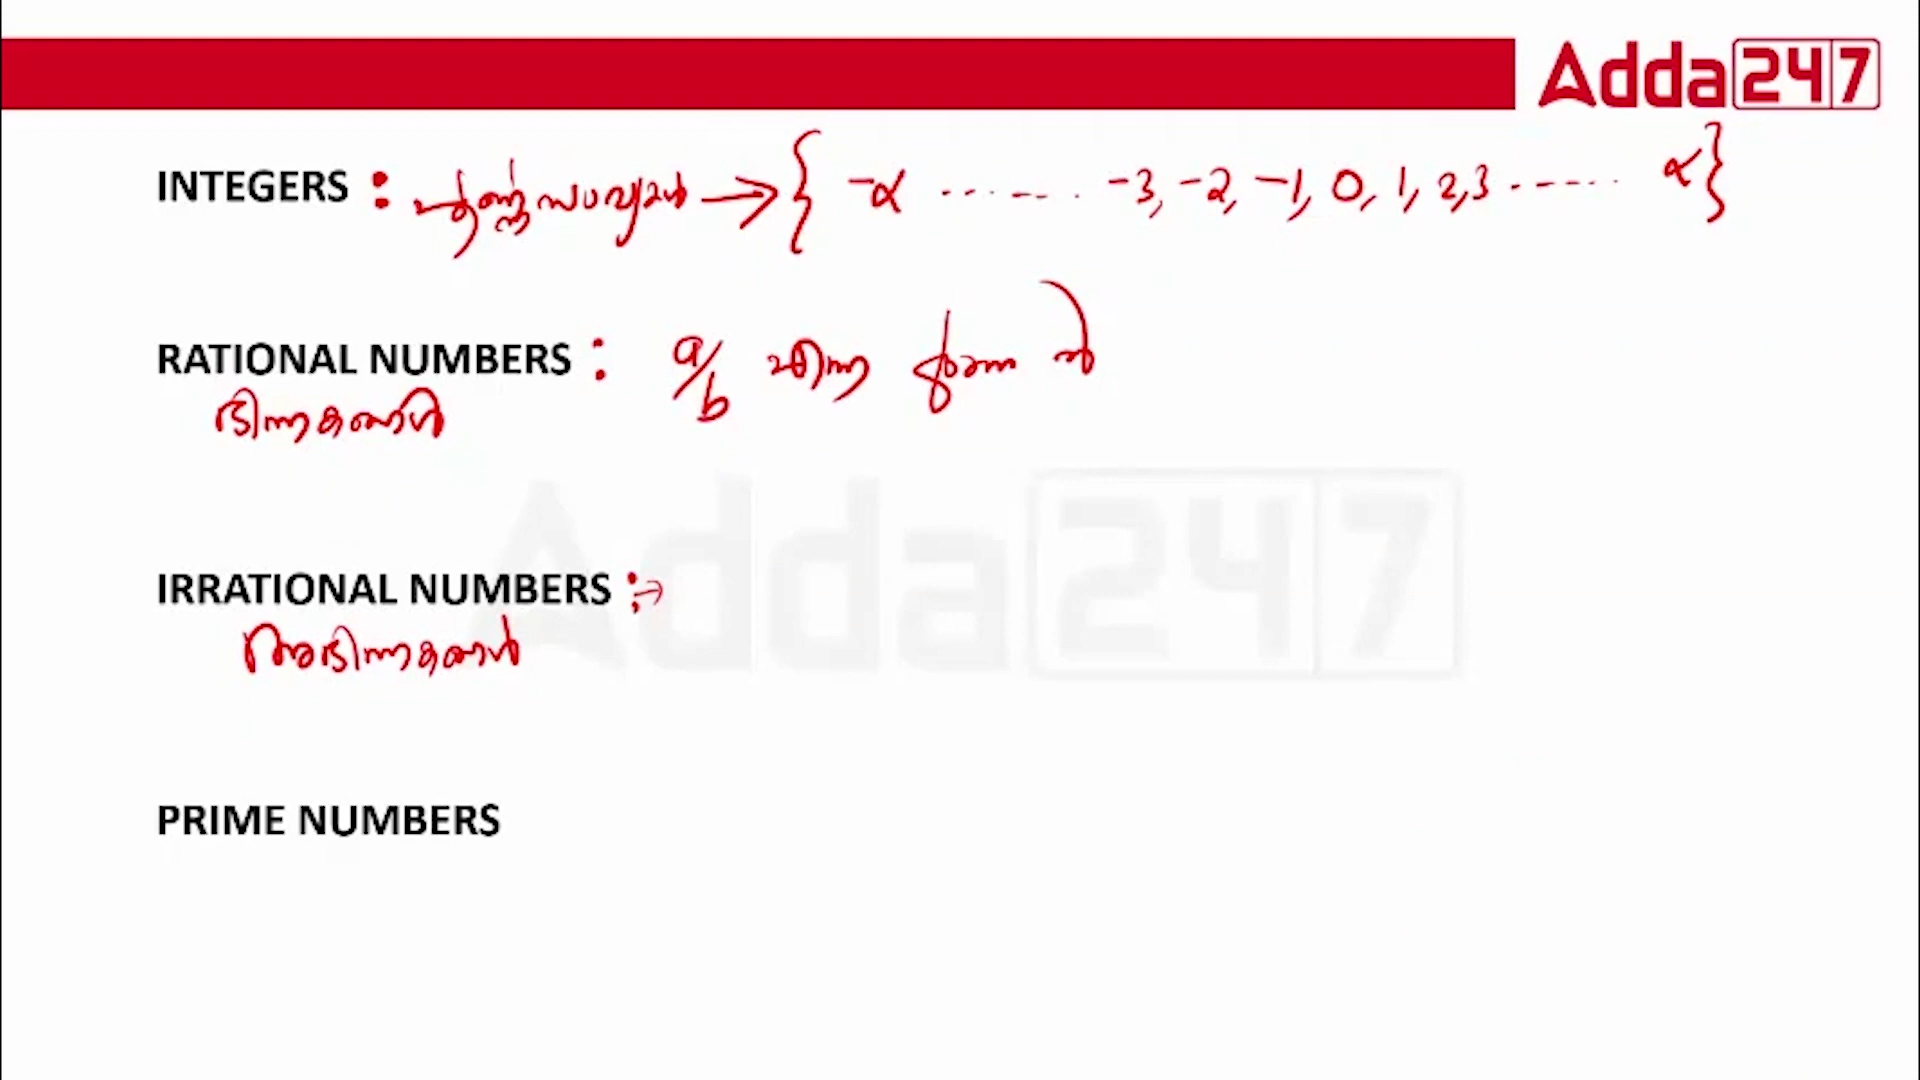 Adda247
INTEGERS : പൂർണ്ണസംഖ്യകൾ → { -α ....... -3, -2, -1, 0, 1, 2, 3 ...... α }
RATIONAL NUMBERS : a/b എന്ന ൽ
ഭിന്നകങ്ങൾ
IRRATIONAL NUMBERS :→
അഭിന്നകങ്ങൾ
PRIME NUMBERS